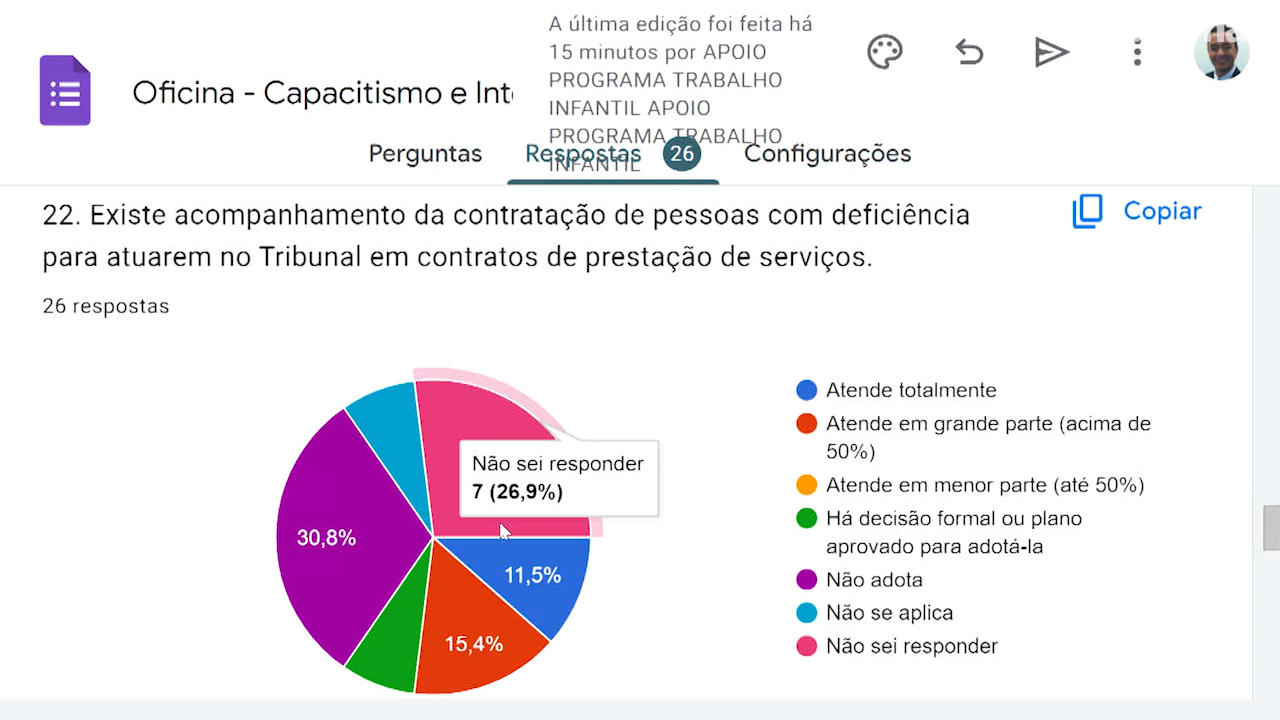 A última edição foi feita há
15 minutos por APOIO
PROGRAMA TRABALHO
INFANTIL APOIO
PROGRAMA TRABALHO
INFANTIL
Oficina - Capacitismo e Int
Perguntas
Respostas
26
Configurações
22. Existe acompanhamento da contratação de pessoas com deficiência
para atuarem no Tribunal em contratos de prestação de serviços.
Copiar
26 respostas
Não sei responder
7 (26,9%)
30,8%
11,5%
15,4%
Atende totalmente
Atende em grande parte (acima de
50%)
Atende em menor parte (até 50%)
Há decisão formal ou plano
aprovado para adotá-la
Não adota
Não se aplica
Não sei responder